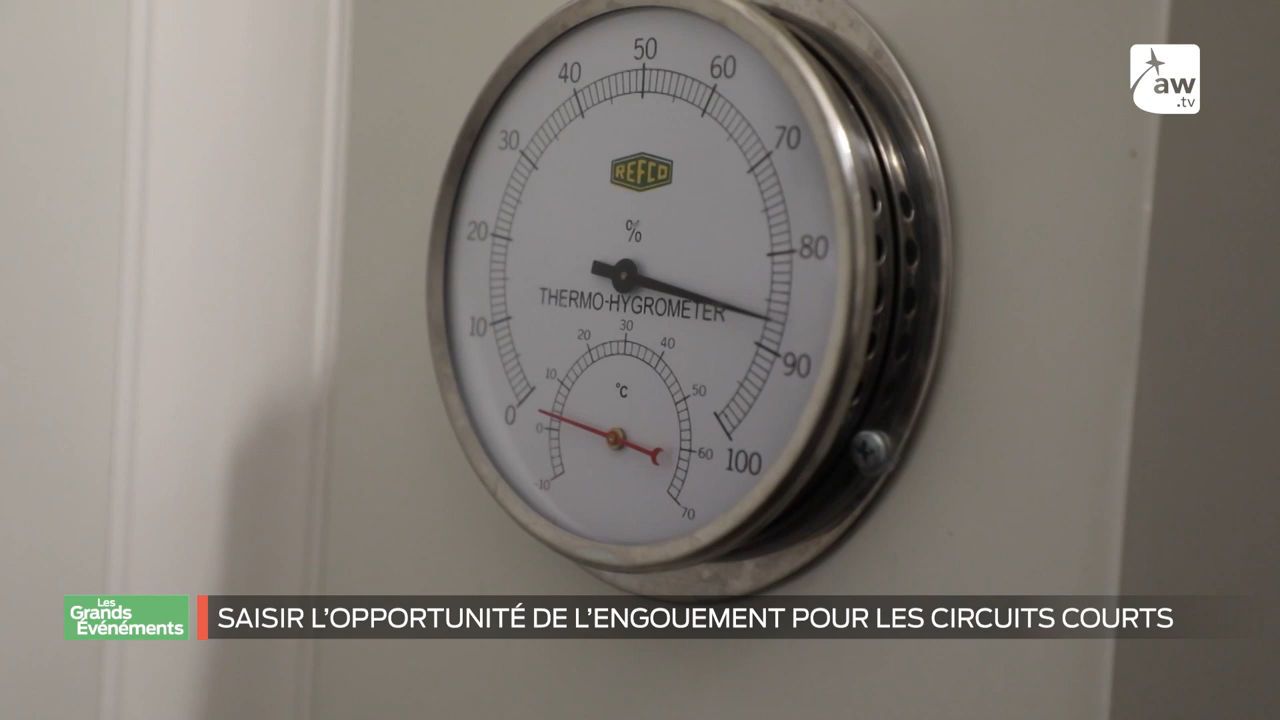 aw
.tv
50
40
60
30
70
REFCO
20
%
80
THERMO-HYGROMETER
10
30
20
40
90
10
°C
50
0
0
60
100
-10
70
Les
Grands
Événéments
SAISIR L'OPPORTUNITÉ DE L'ENGOUEMENT POUR LES CIRCUITS COURTS